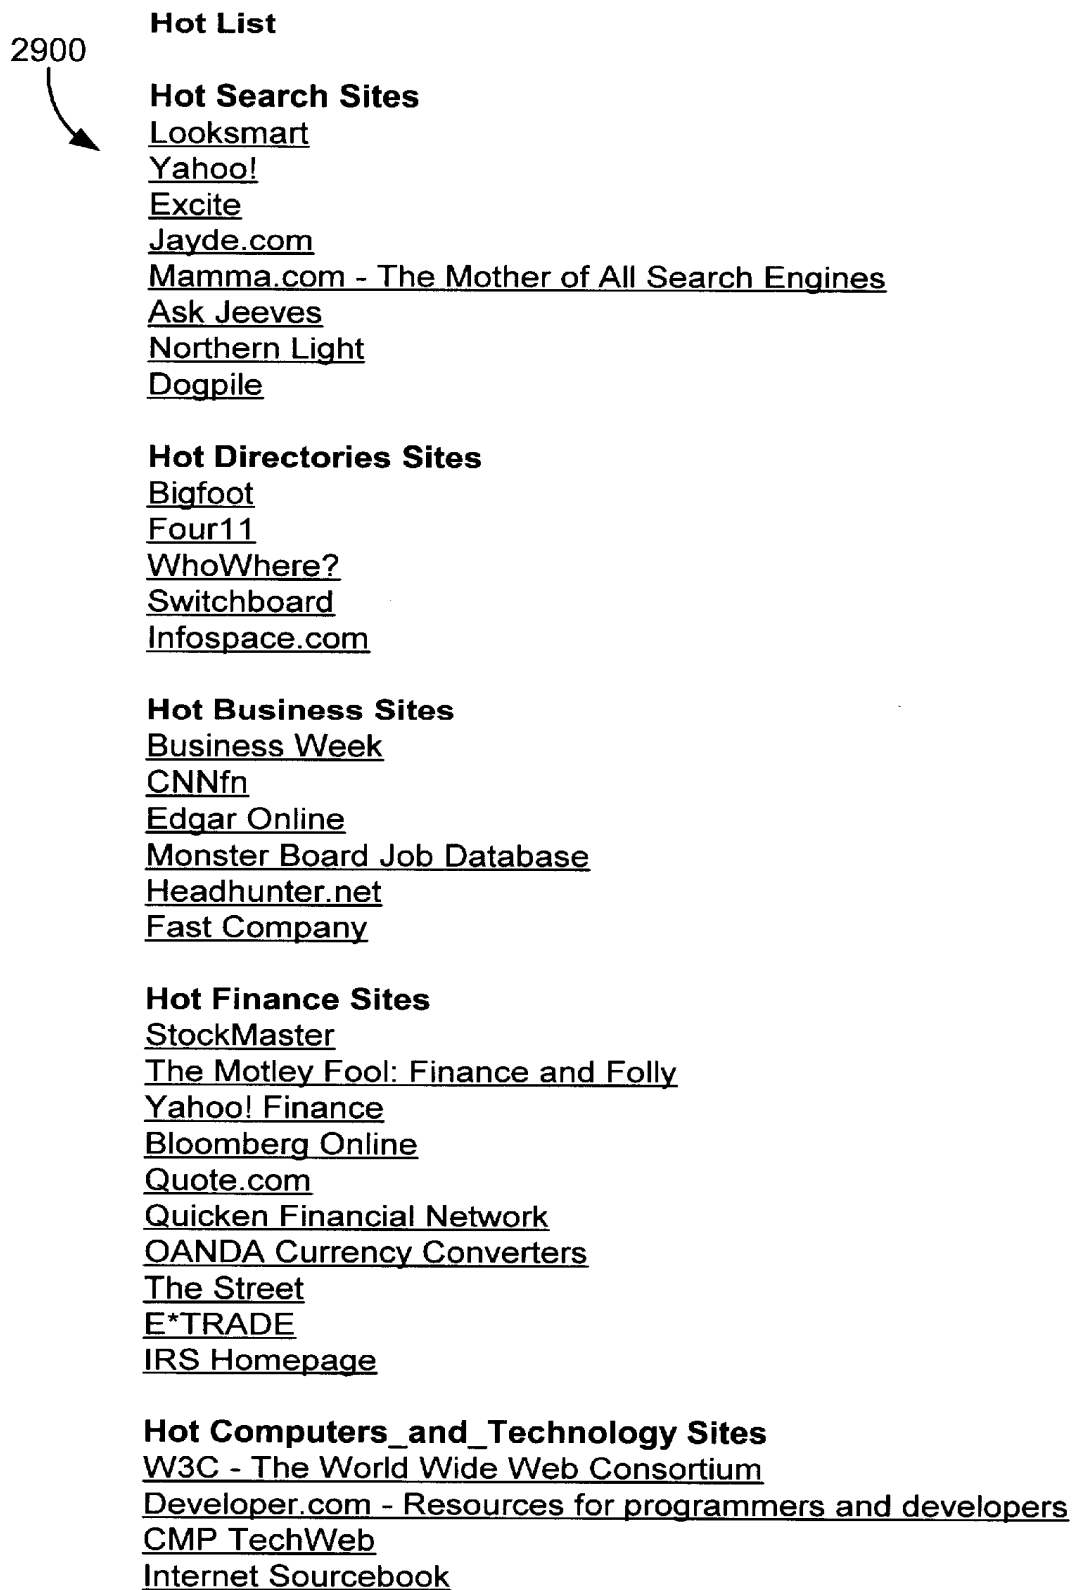 Hot List
2900
Hot Search Sites
Looksmart
Yahoo!
Excite
Jayde.com
Mamma.com - The Mother of All Search Engines
Ask Jeeves
Northern Light
Dogpile
Hot Directories Sites
Bigfoot
Four11
WhoWhere?
Switchboard
Infospace.com
Hot Business Sites
Business Week
CNNfn
Edgar Online
Monster Board Job Database
Headhunter.net
Fast Company
Hot Finance Sites
StockMaster
The Motley Fool: Finance and Folly
Yahoo! Finance
Bloomberg Online
Quote.com
Quicken Financial Network
OANDA Currency Converters
The Street
E*TRADE
IRS Homepage
Hot Computers_and_Technology Sites
W3C - The World Wide Web Consortium
Developer.com - Resources for programmers and developers
CMP TechWeb
Internet Sourcebook